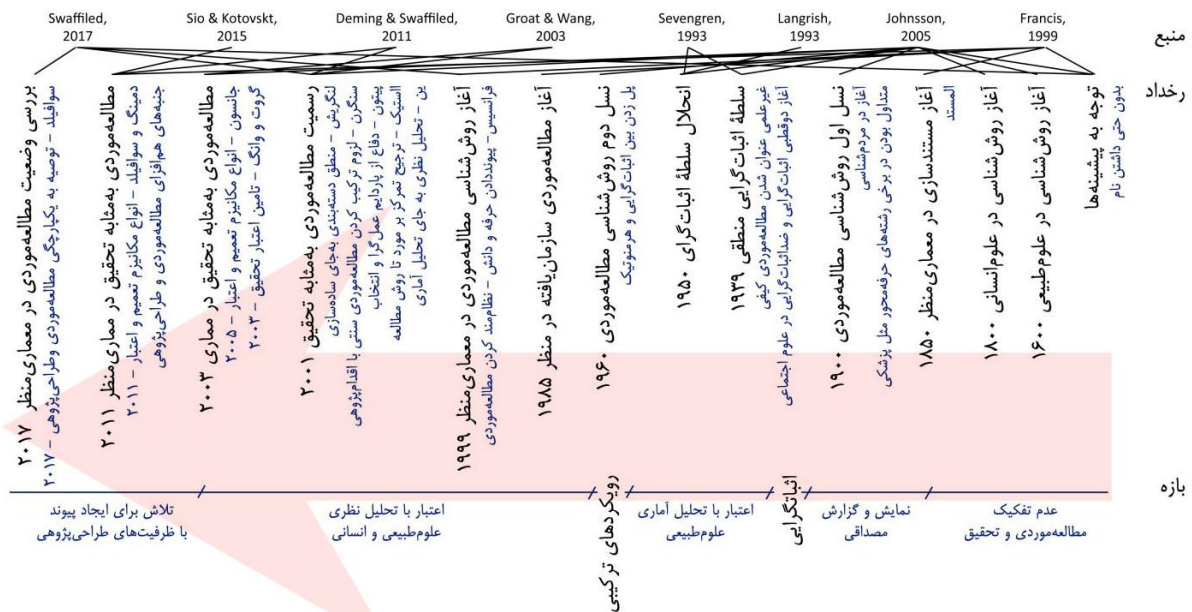 Swaffiled,
2017
Sio & Kotovskt,
2015
Deming & Swaffiled,
2011
Groat & Wang,
2003
Sevengren,
1993
Langrish,
1993
Johnsson,
2005
Francis,
1999
منبع
رخداد
توجه به پیشینه‌ها
بدون حتی داشتن نام
آغاز روش‌شناسی در علوم‌طبیعی ۱۶۰۰
آغاز روش‌شناسی در علوم‌انسانی ۱۸۰۰
آغاز مستندسازی در معماری‌منظر ۱۸۵۰
المستد
نسل اول روش‌شناسی مطالعه‌موردی ۱۹۰۰
آغاز در مردم‌شناسی
متداول بودن در برخی رشته‌های حرفه‌محور مثل پزشکی
سلطهٔ اثبات‌گرایی منطقی ۱۹۳۹
غیرعلمی عنوان شدن مطالعه‌موردی کیفی
آغاز دوقطبی اثبات‌گرایی و ضداثبات‌گرایی در علوم اجتماعی
انحلال سلطهٔ اثبات‌گرای ۱۹۵۰
نسل دوم روش‌شناسی مطالعه‌موردی ۱۹۶۰
پل زدن بین اثبات‌گرایی و هرمنوتیک
آغاز مطالعه‌موردی سازمان‌یافته در منظر ۱۹۸۵
آغاز روش‌شناسی مطالعه‌موردی در معماری‌منظر ۱۹۹۹
فرانسیس - پیونددادن حرفه و دانش - نظام‌مند کردن مطالعه‌موردی
رسمیت مطالعه‌موردی به‌مثابه تحقیق ۲۰۰۱
لنگریش - منطق دسته‌بندی به‌جای ساده‌سازی
سنگرن - لزوم ترکیب کردن مطالعه‌موردی سنتی با اقدام‌پژوهی
پیتون - دفاع از پارادایم عمل‌گرا و انتخاب
استیک - ترجیح تمرکز بر مورد تا روش مطالعه
ین - تحلیل نظری به جای تحلیل آماری
مطالعه‌موردی به‌مثابه تحقیق در مماری ۲۰۰۳
جانسون - انواع مکانیزم تعمیم و اعتبار - ۲۰۰۵
گروت و وانگ - تامین اعتبار تحقیق - ۲۰۰۳
مطالعه‌موردی به‌مثابه تحقیق در مماری‌منظر ۲۰۱۱
دمینگ و سوافیلد - انواع مکانیزم تعمیم و اعتبار - ۲۰۱۱
جنبه‌های هم‌افزای مطالعه‌موردی و طراحی‌پژوهی
بررسی وضعیت مطالعه‌موردی در معماری‌منظر ۲۰۱۷
سوافیلد - توصیه به یکپارچگی مطالعه‌موردی وطراحی‌پژوهی - ۲۰۱۷
بازه
عدم تفکیک
مطالعه‌موردی و تحقیق
نمایش و گزارش
مصداقی
اثباتگرایی
اعتبار با تحلیل آماری
علوم‌طبیعی
رویکردهای ترکیبی
اعتبار با تحلیل نظری
علوم‌طبیعی و انسانی
تلاش برای ایجاد پیوند
با ظرفیت‌های طراحی‌پژوهی